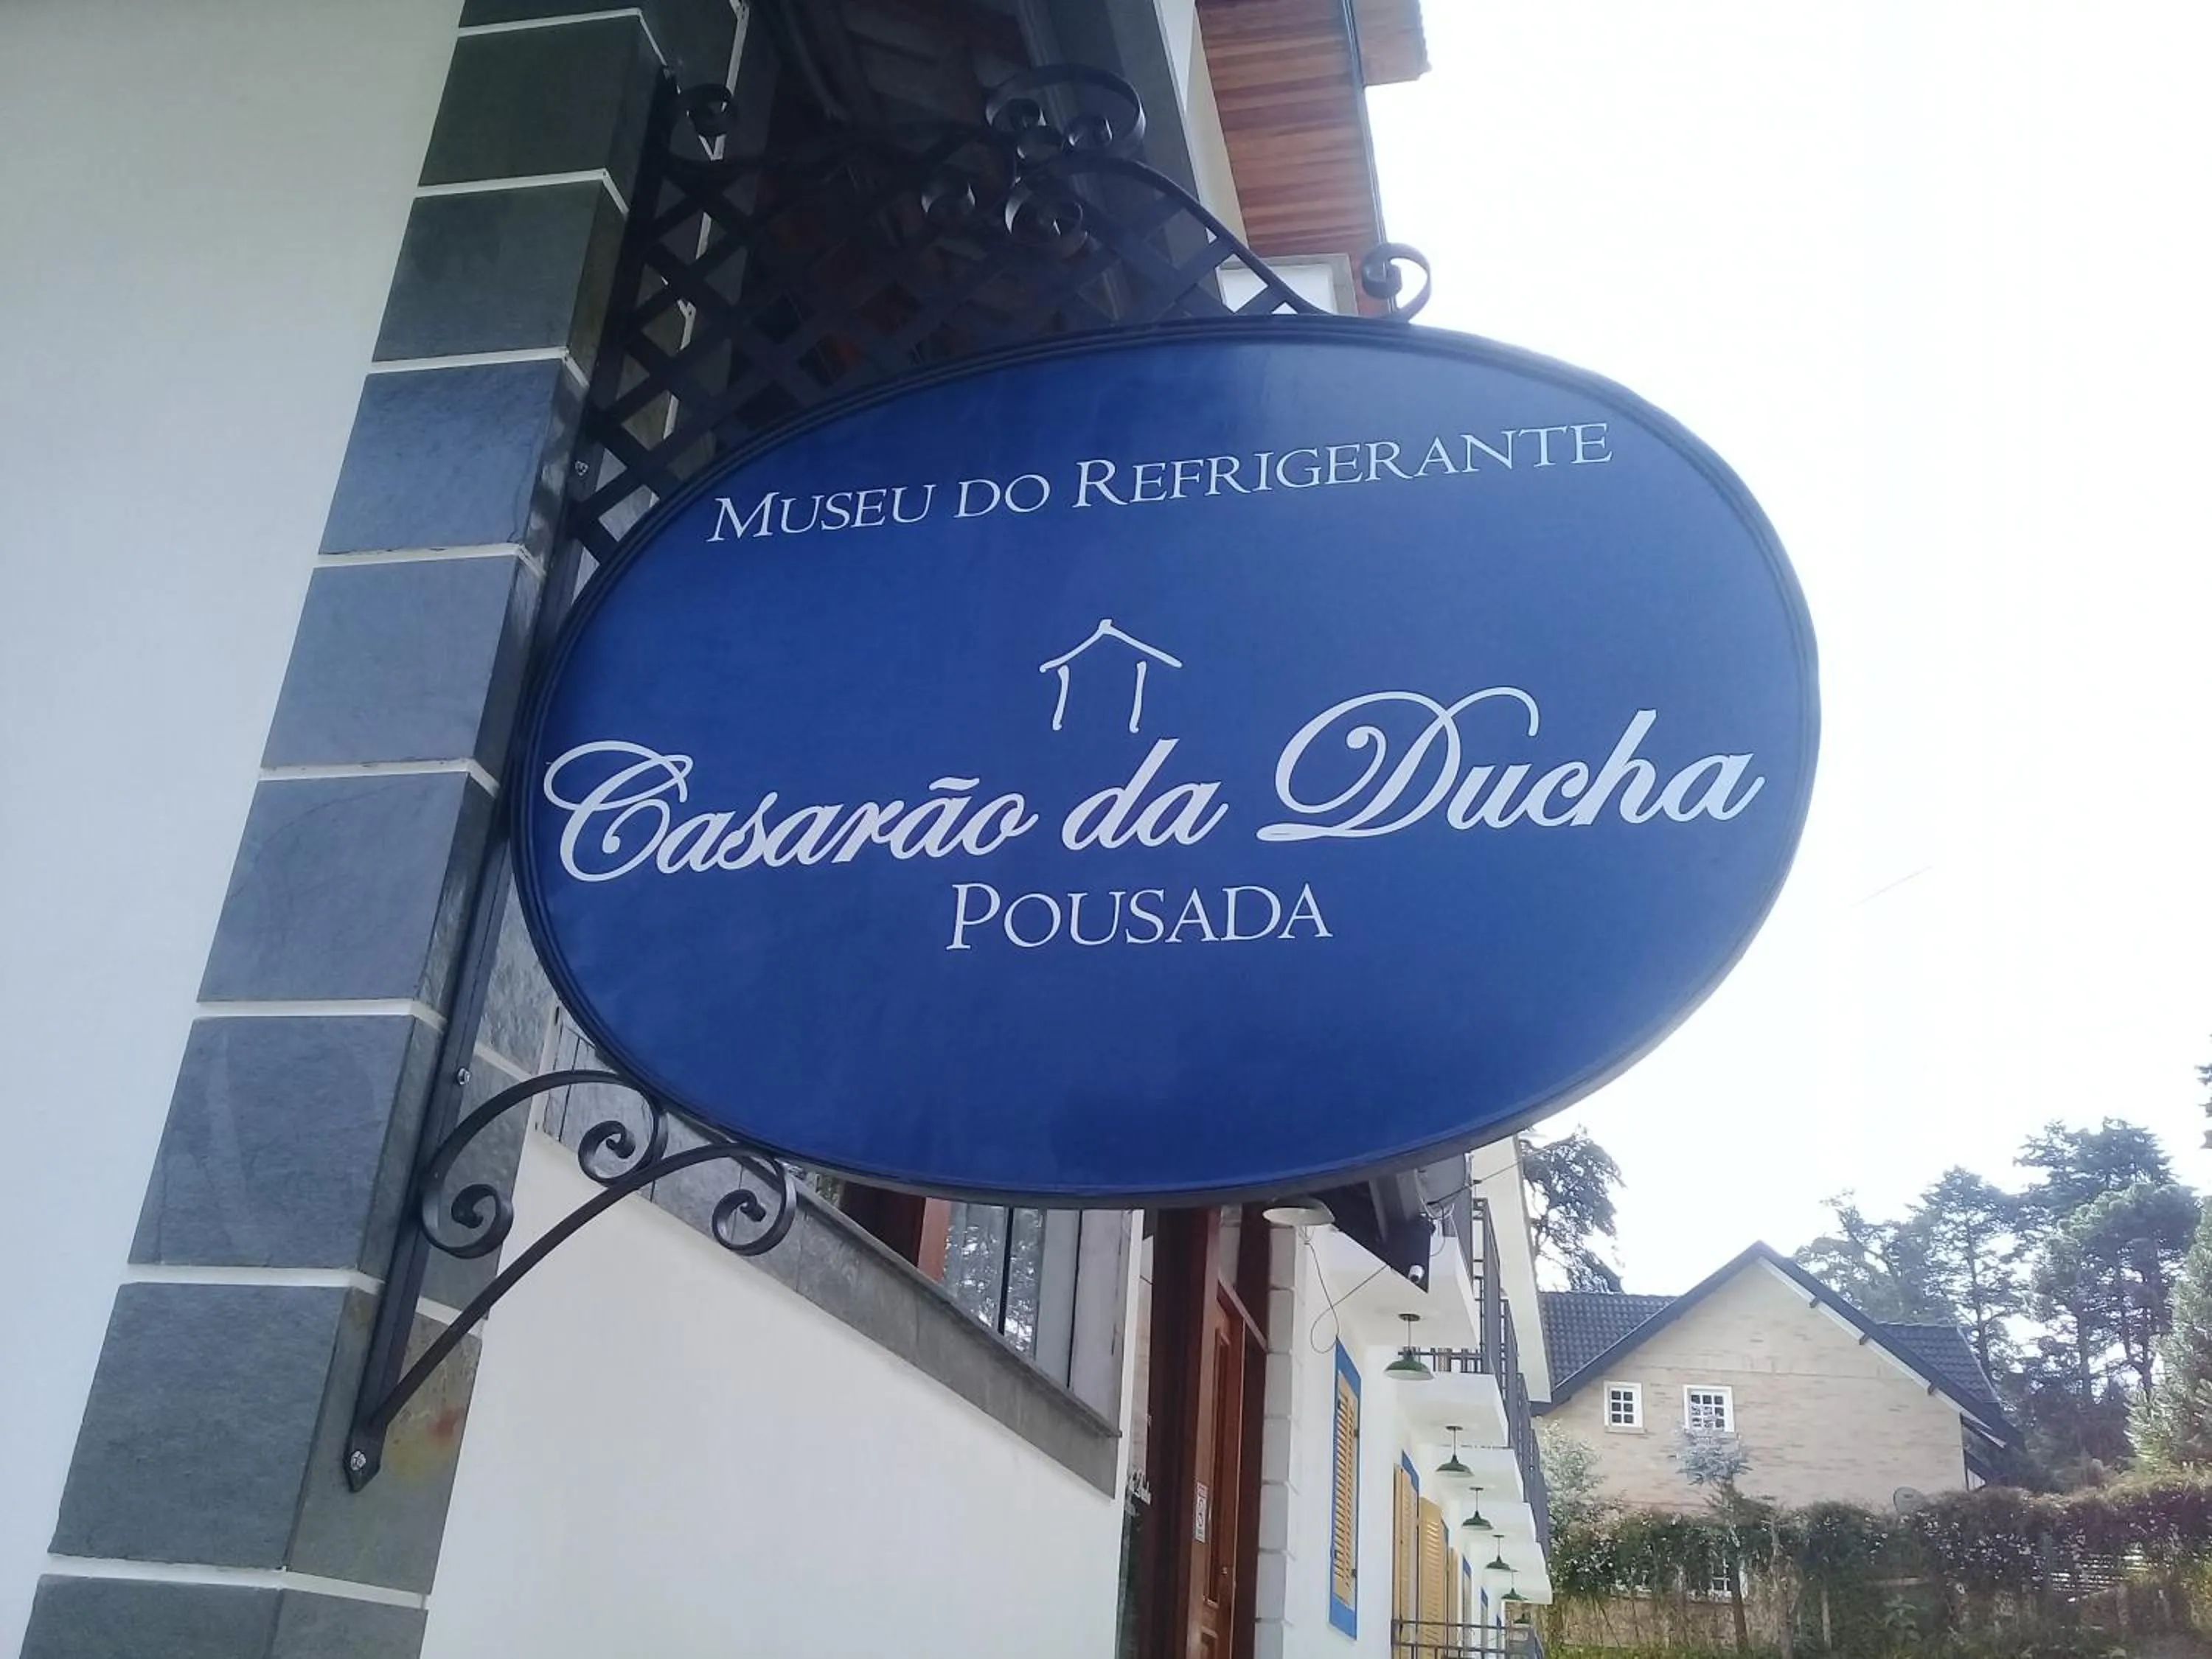 MUSEU DO REFRIGERANTE
Casarão da Ducha
POUSADA